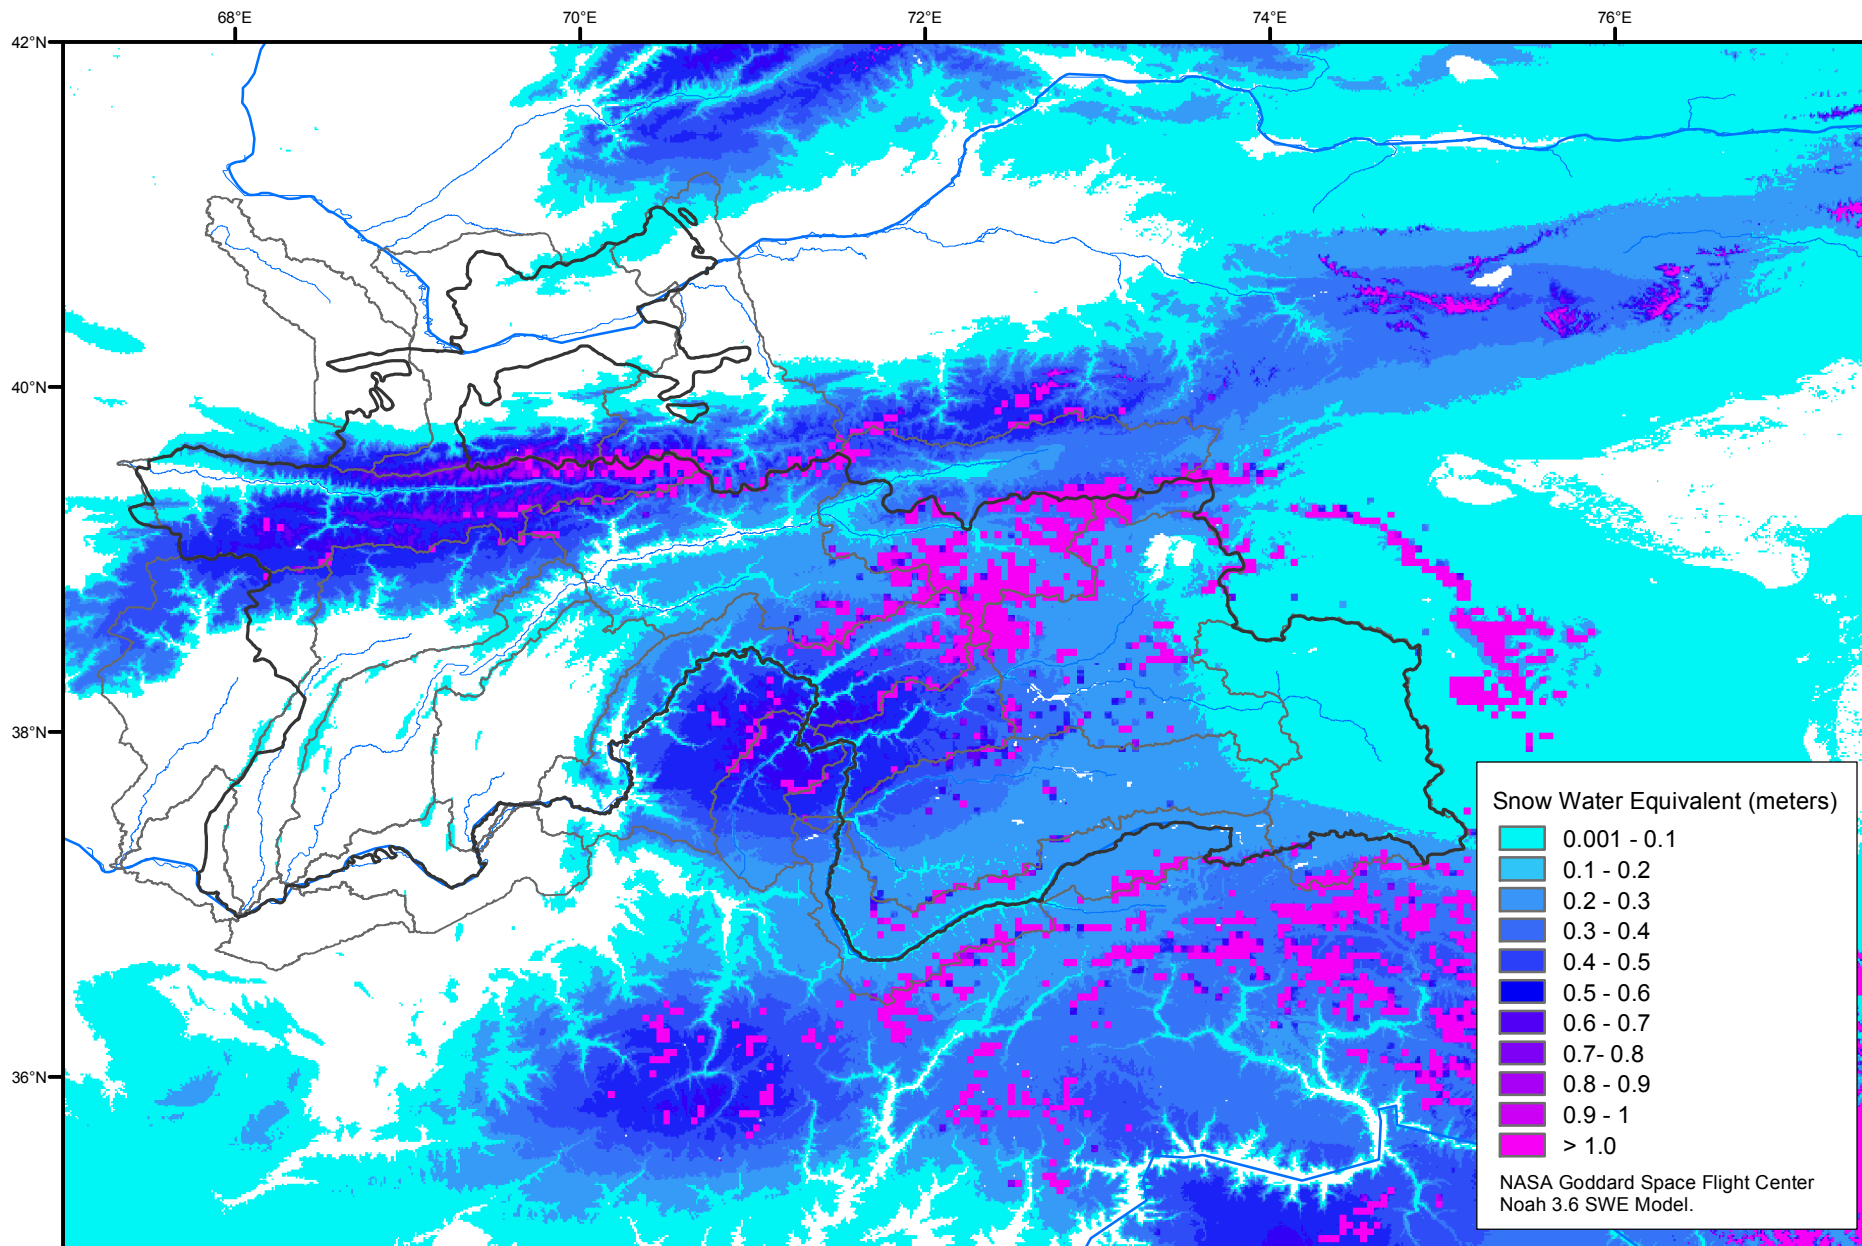 68°E
70°E
72°E
74°E
76°E
42°N
40°N
38°N
36°N
Snow Water Equivalent (meters)
0.001 - 0.1
0.1 - 0.2
0.2 - 0.3
0.3 - 0.4
0.4 - 0.5
0.5 - 0.6
0.6 - 0.7
0.7- 0.8
0.8 - 0.9
0.9 - 1
> 1.0
NASA Goddard Space Flight Center
Noah 3.6 SWE Model.